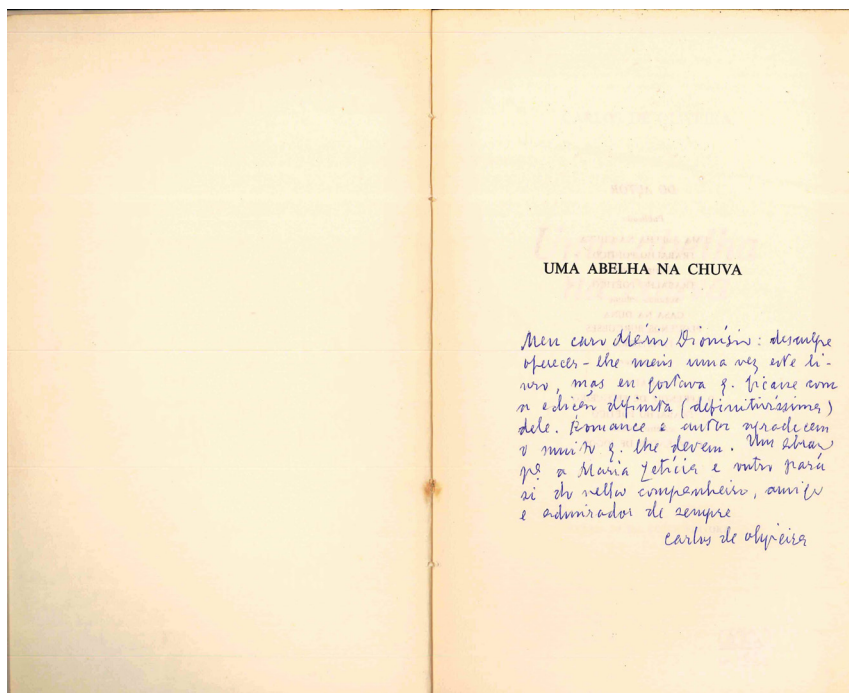 UMA ABELHA NA CHUVA
Meu caro Mário Dionísio: desculpe
oferecer-lhe mais uma vez este li-
vro, mas eu gostava q. ficasse com
a edição definita (definitivíssima)
dele. Romance e autor agradecem
o muito q. lhe devem. Um abraço
pª a Maria Letícia e outro para
si do velho companheiro, amigo
e admirador de sempre
Carlos de Oliveira